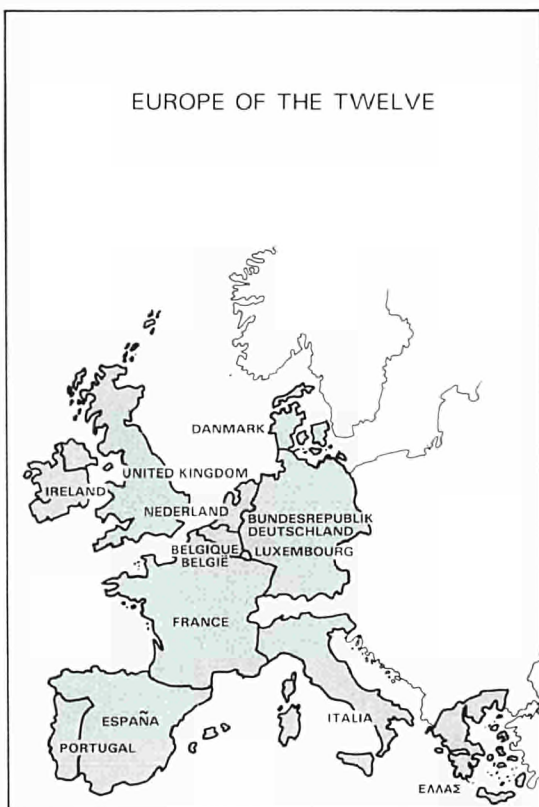 EUROPE OF THE TWELVE
DANMARK
UNITED KINGDOM
IRELAND
NEDERLAND
BUNDESREPUBLIK
DEUTSCHLAND
BELGIQUE
BELGIË
LUXEMBOURG
FRANCE
ESPAÑA
PORTUGAL
ITALIA
ΕΛΛΑΣ